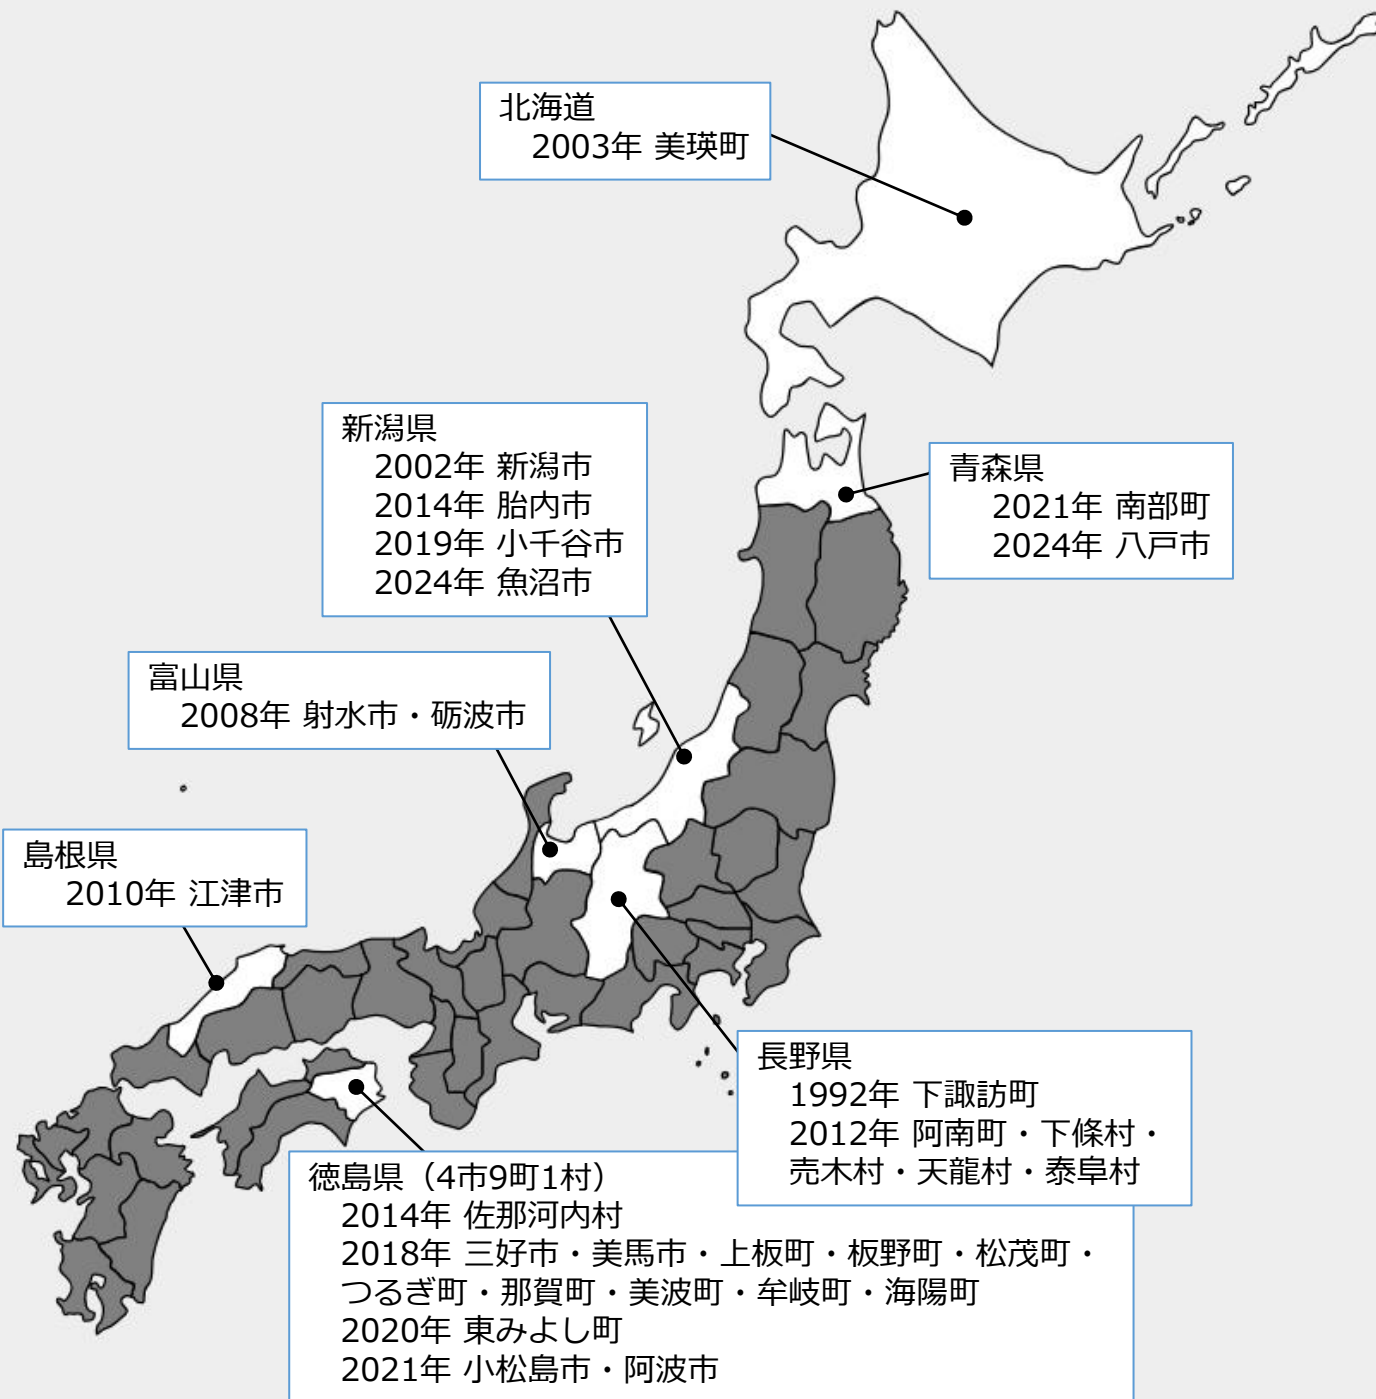 北海道
2003年 美瑛町
新潟県
2002年 新潟市
2014年 胎内市
2019年 小千谷市
2024年 魚沼市
青森県
2021年 南部町
2024年 八戸市
富山県
2008年 射水市・砺波市
島根県
2010年 江津市
長野県
1992年 下諏訪町
2012年 阿南町・下條村・
売木村・天龍村・泰阜村
徳島県（4市9町1村）
2014年 佐那河内村
2018年 三好市・美馬市・上板町・板野町・松茂町・
つるぎ町・那賀町・美波町・牟岐町・海陽町
2020年 東みよし町
2021年 小松島市・阿波市